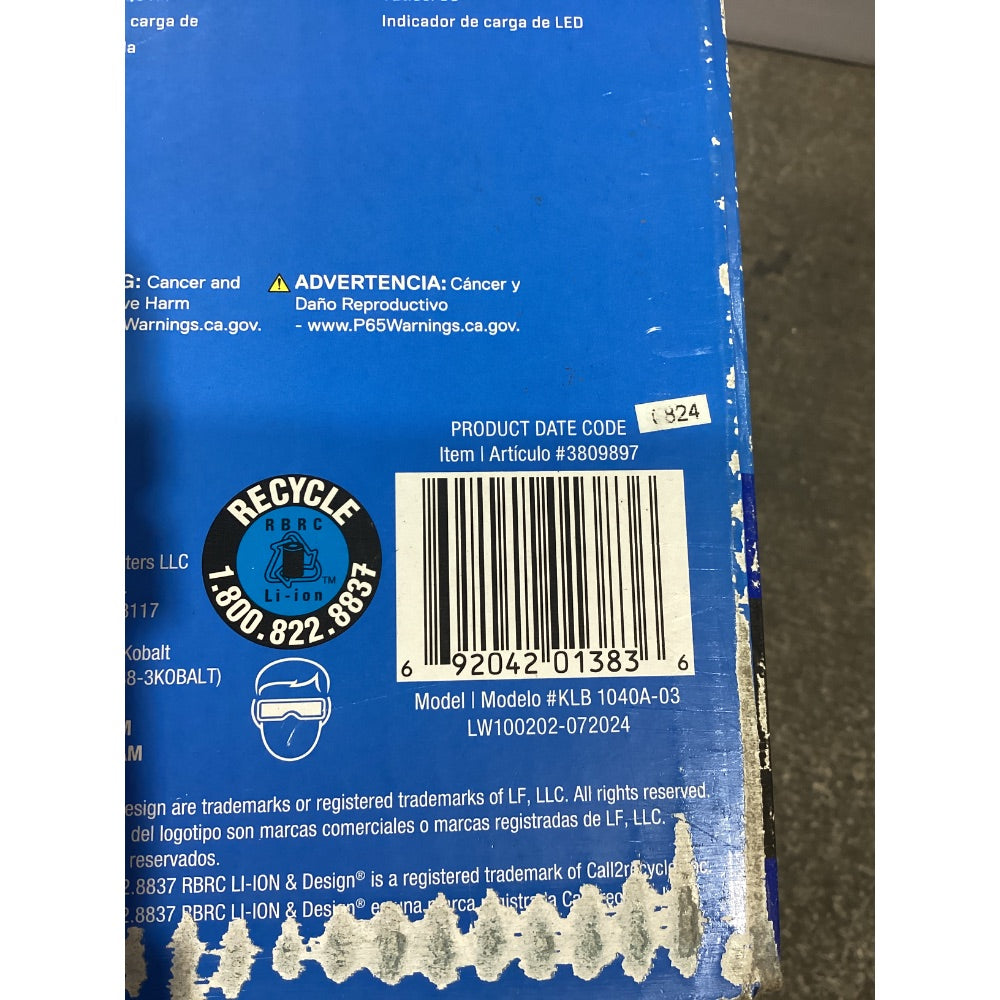 carga de
Indicador de carga de LED
G: Cancer and
ve Harm
Warnings.ca.gov.
ADVERTENCIA: Cáncer y
Daño Reproductivo
- www.P65Warnings.ca.gov.
PRODUCT DATE CODE
824
Item | Artículo #3809897
RECYCLE
RBRC
Li-ion
TM
1.800.822.8837
6 92042 01383 6
Model | Modelo #KLB 1040A-03
LW100202-072024
ters LLC
3117
Kobalt
8-3KOBALT)
M
AM
esign are trademarks or registered trademarks of LF, LLC. All rights reserved.
del logotipo son marcas comerciales o marcas registradas de LF, LLC.
reservados.
2.8837 RBRC LI-ION & Design® is a registered trademark of
2.8837 RBRC LI-ION & Design®